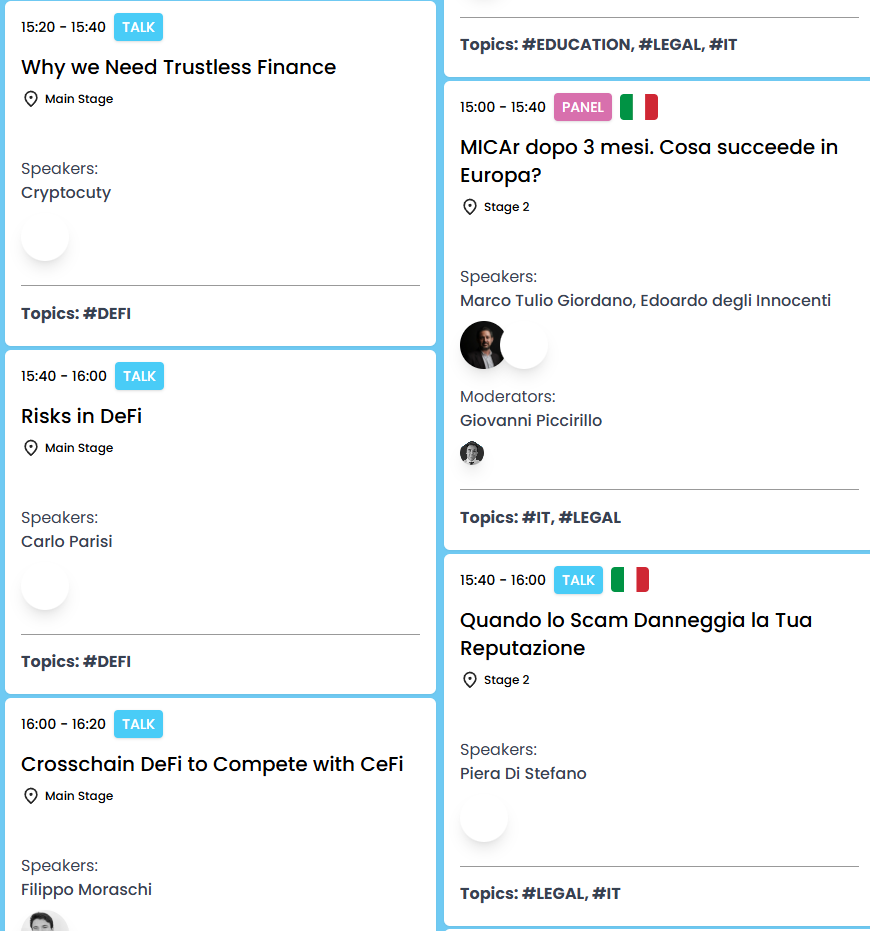 15:20 - 15:40 TALK
Why we Need Trustless Finance
Main Stage
Speakers:
Cryptocuty
Topics: #DEFI
15:40 - 16:00 TALK
Risks in DeFi
Main Stage
Speakers:
Carlo Parisi
Topics: #DEFI
16:00 - 16:20 TALK
Crosschain DeFi to Compete with CeFi
Main Stage
Speakers:
Filippo Moraschi
Topics: #EDUCATION, #LEGAL, #IT
15:00 - 15:40 PANEL
MICAr dopo 3 mesi. Cosa succeede in
Europa?
Stage 2
Speakers:
Marco Tulio Giordano, Edoardo degli Innocenti
Moderators:
Giovanni Piccirillo
Topics: #IT, #LEGAL
15:40 - 16:00 TALK
Quando lo Scam Danneggia la Tua
Reputazione
Stage 2
Speakers:
Piera Di Stefano
Topics: #LEGAL, #IT